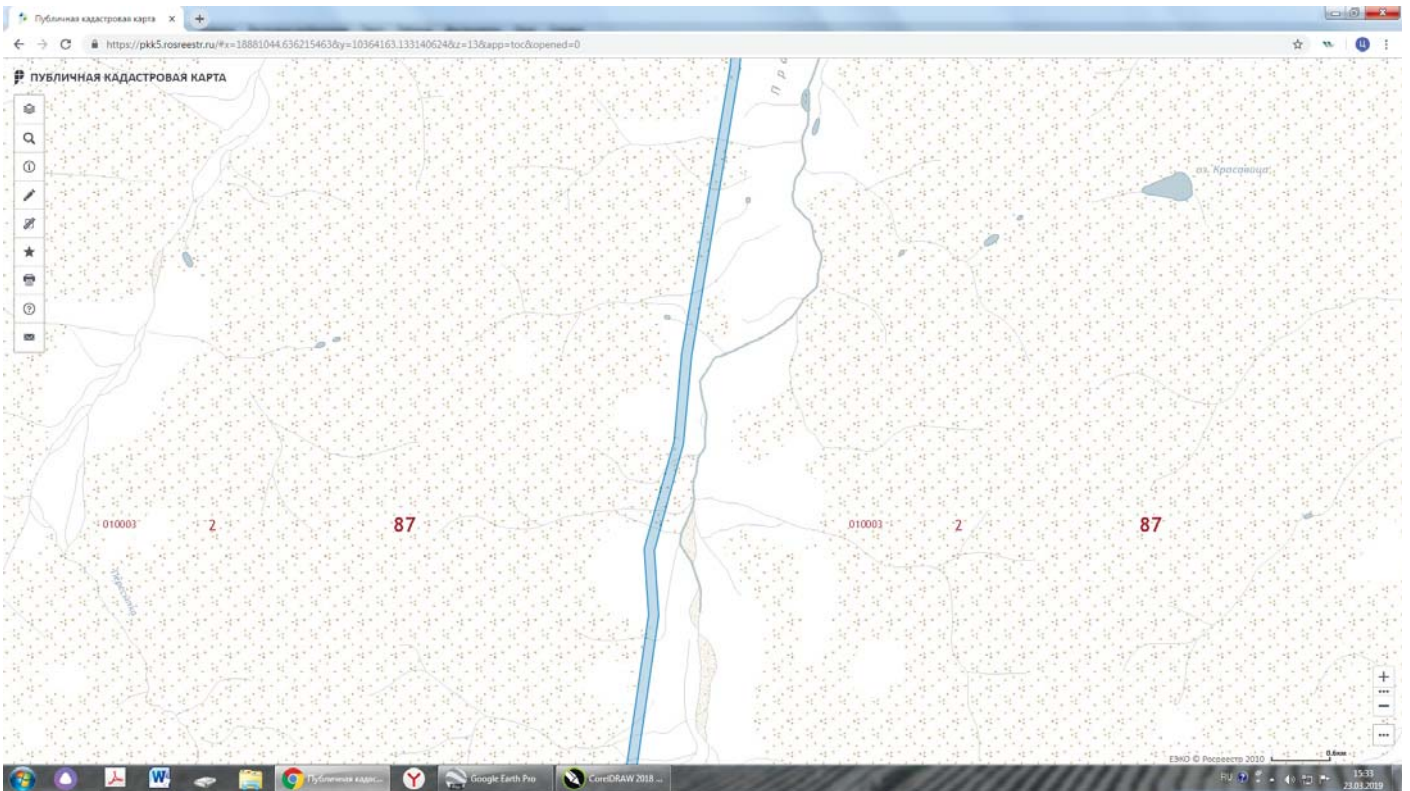 Публичная кадастровая карта
https://pkk5.rosreestr.ru/#x=18881044.636215463&y=10364163.133140624&z=13&app=toc&opened=0
Ц
ПУБЛИЧНАЯ КАДАСТРОВАЯ КАРТА
П р
оз. Красавица
010003 2 87 010003 2 87
0.6км
ЕЭКО © Росреестр 2010
Публичная кадас...
Google Earth Pro
CorelDRAW 2018 ...
RU
15:33
23.03.2019